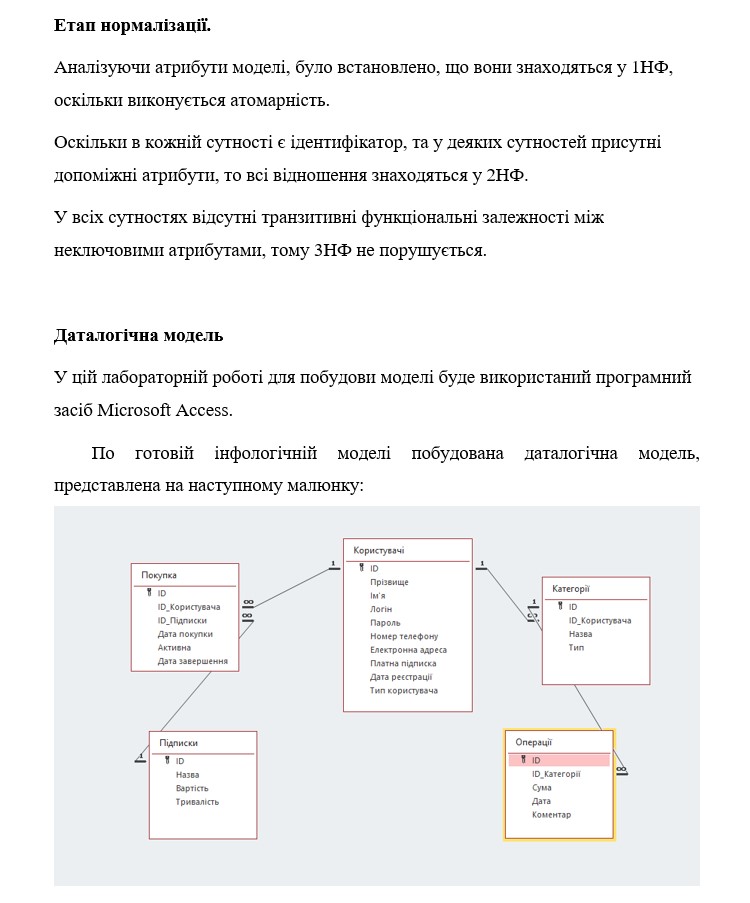 Етап нормалізації.
Аналізуючи атрибути моделі, було встановлено, що вони знаходяться у 1НФ,
оскільки виконується атомарність.
Оскільки в кожній сутності є ідентифікатор, та у деяких сутностей присутні
допоміжні атрибути, то всі відношення знаходяться у 2НФ.
У всіх сутностях відсутні транзитивні функціональні залежності між
неключовими атрибутами, тому 3НФ не порушується.
Даталогічна модель
У цій лабораторній роботі для побудови моделі буде використаний програмний
засіб Microsoft Access.
По готовій інфологічній моделі побудована даталогічна модель,
представлена на наступному малюнку:
Покупка
ID
ID_Користувача
ID_Підписки
Дата покупки
Активна
Дата завершення
∞
∞
1
Користувачі
ID
Прізвище
Ім'я
Логін
Пароль
Номер телефону
Електронна адреса
Платна підписка
Дата реєстрації
Тип користувача
1
1
∞
Категорії
ID
ID_Користувача
Назва
Тип
1
Підписки
ID
Назва
Вартість
Тривалість
Операції
ID
ID_Категорії
Сума
Дата
Коментар
∞